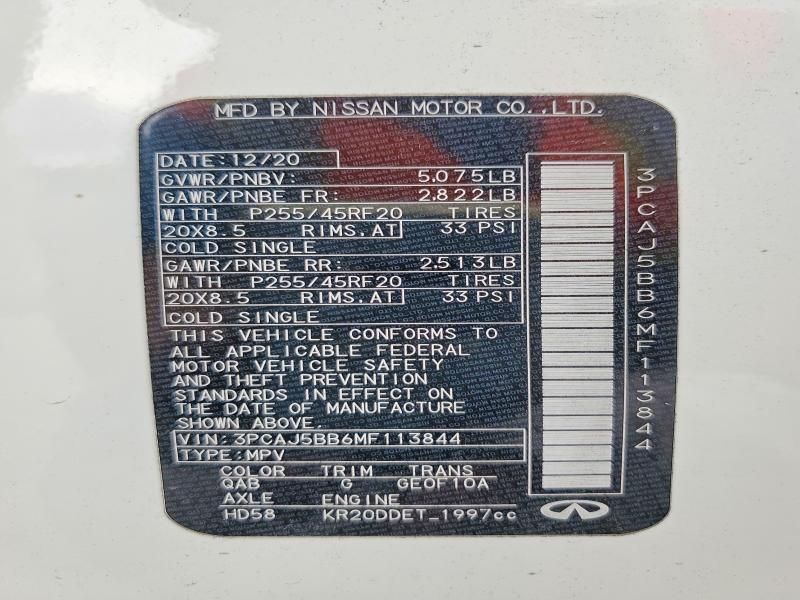 MFD BY NISSAN MOTOR CO.,LTD.
DATE:12/20
GVWR/PNBV: 5.075LB
GAWR/PNBE FR: 2.822LB
WITH P255/45RF20 TIRES
20X8.5 RIMS.AT 33 PSI
COLD SINGLE
GAWR/PNBE RR: 2.513LB
WITH P255/45RF20 TIRES
20X8.5 RIMS.AT 33 PSI
COLD SINGLE
THIS VEHICLE CONFORMS TO
ALL APPLICABLE FEDERAL
MOTOR VEHICLE SAFETY
AND THEFT PREVENTION
STANDARDS IN EFFECT ON
THE DATE OF MANUFACTURE
SHOWN ABOVE.
VIN: 3PCAJ5BB6MF113844
TYPE: MPV
COLOR TRIM TRANS
QAB G GE0F10A
AXLE ENGINE
HD58 KR20DDET_1997cc
3PCAJ5BB6MF113844